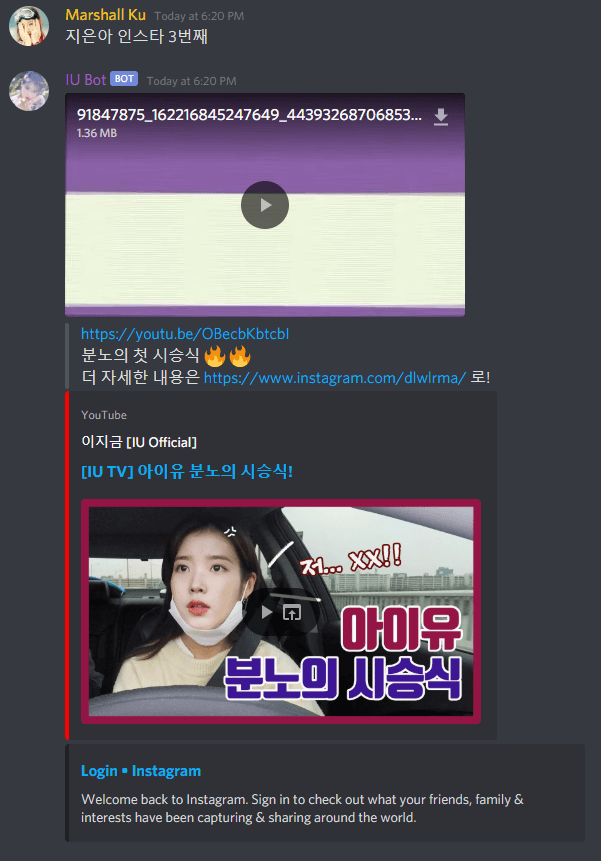 Marshall Ku Today at 6:20 PM
지은아 인스타 3번째
IU Bot BOT Today at 6:20 PM
91847875_162216845247649_44393268706853...
1.36 MB
https://youtu.be/OBecbKbtcbI
분노의 첫 시승식🔥🔥
더 자세한 내용은 https://www.instagram.com/dlwlrma/ 로!
YouTube
이지금 [IU Official]
[IU TV] 아이유 분노의 시승식!
저... xx!!
아이유
분노의 시승식
Login • Instagram
Welcome back to Instagram. Sign in to check out what your friends, family &
interests have been capturing & sharing around the world.